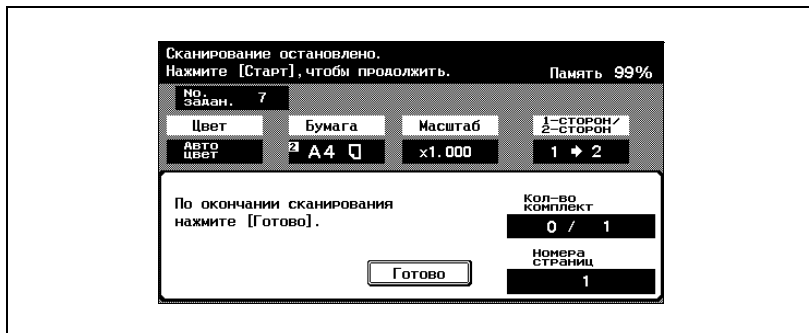 Сканирование остановлено.
Нажмите [Старт],чтобы продолжить.
Память 99%
No.
задан. 7
Цвет Бумага Масштаб 1-сторон/
2-сторон
Авто
цвет
2 A4 x1.000 1 ➔ 2
По окончании сканирования
нажмите [Готово].
Кол-во
комплект
0 / 1
Готово
Номера
страниц
1